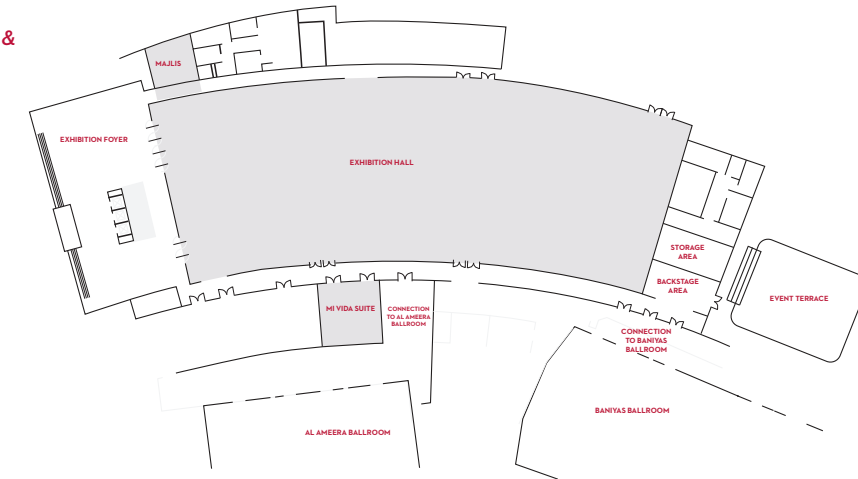 &
MAJLIS
EXHIBITION FOYER
EXHIBITION HALL
STORAGE
AREA
BACKSTAGE
AREA
EVENT TERRACE
MI VIDA SUITE
CONNECTION
TO AL AMEERA
BALLROOM
CONNECTION
TO BANIYAS
BALLROOM
BANIYAS BALLROOM
AL AMEERA BALLROOM